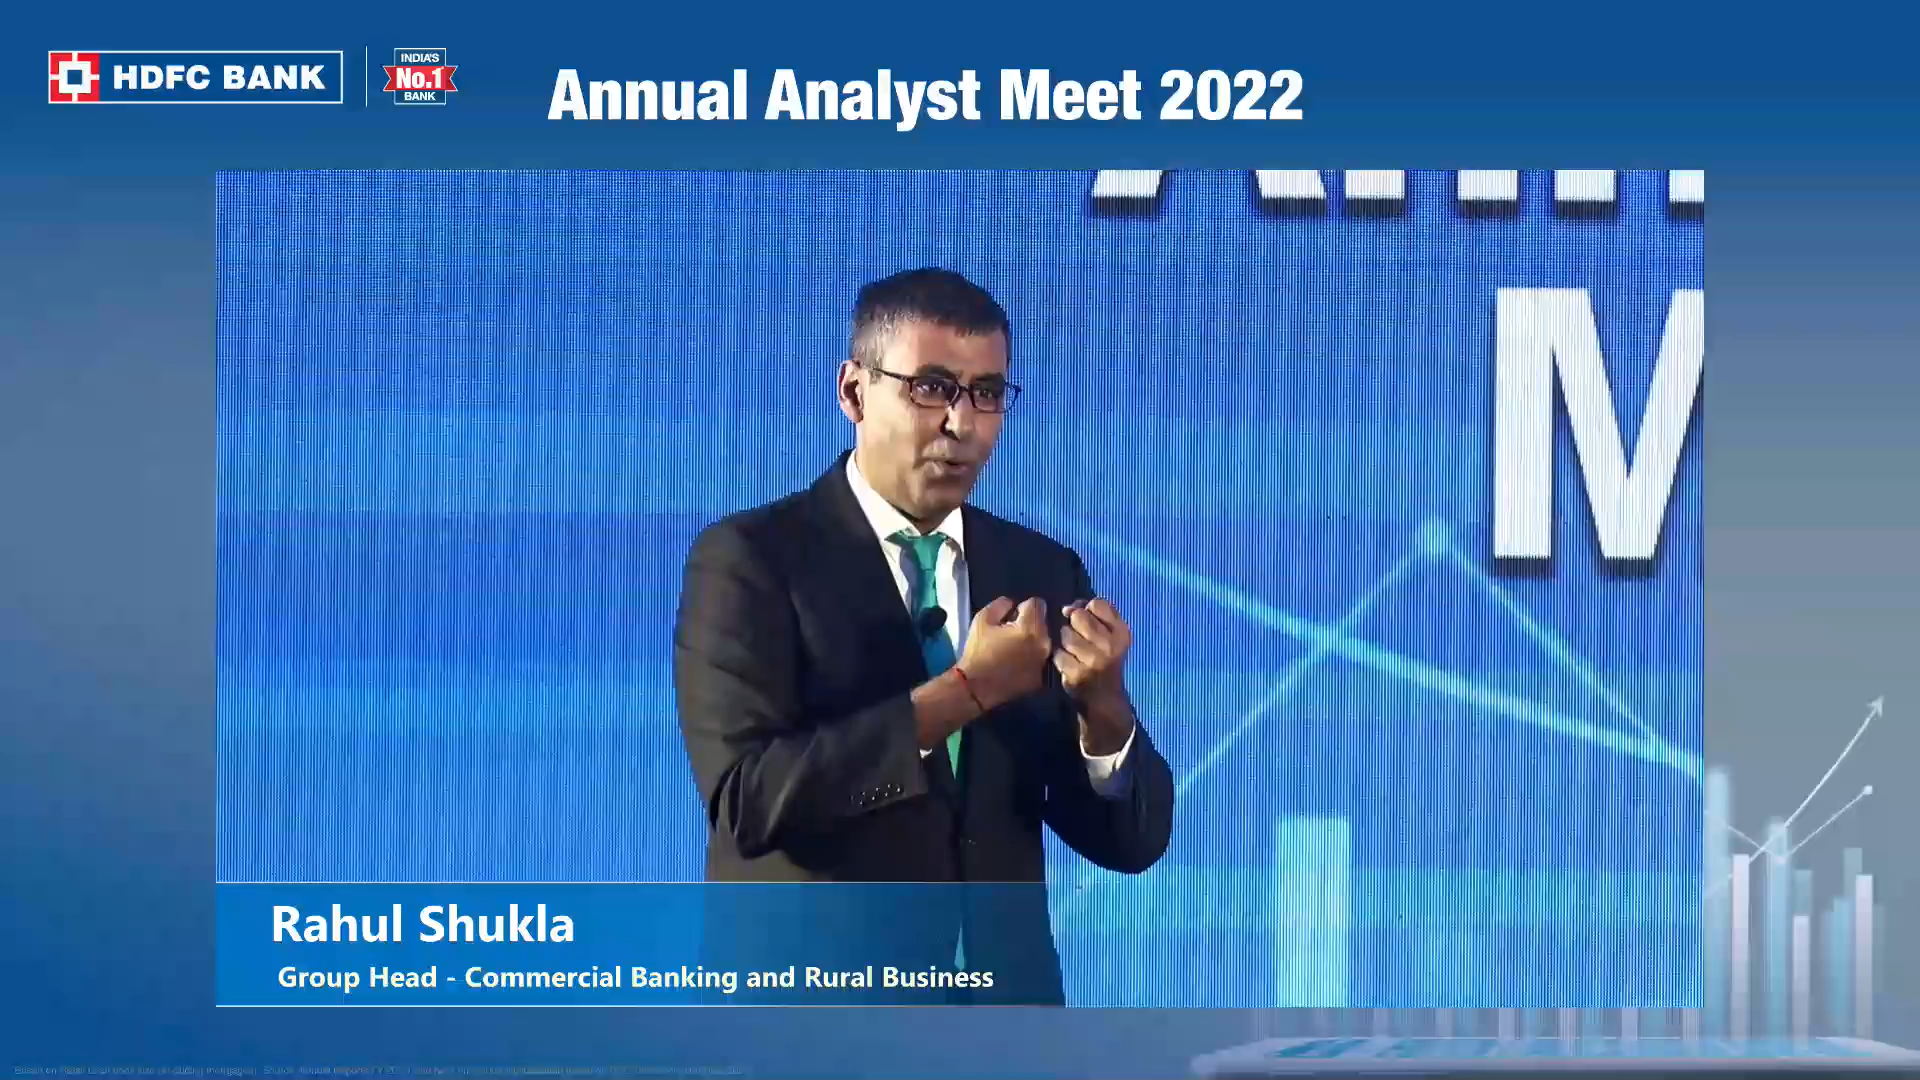 HDFC BANK
INDIA'S
No.1
BANK
Annual Analyst Meet 2022
M
Rahul Shukla
Group Head - Commercial Banking and Rural Business